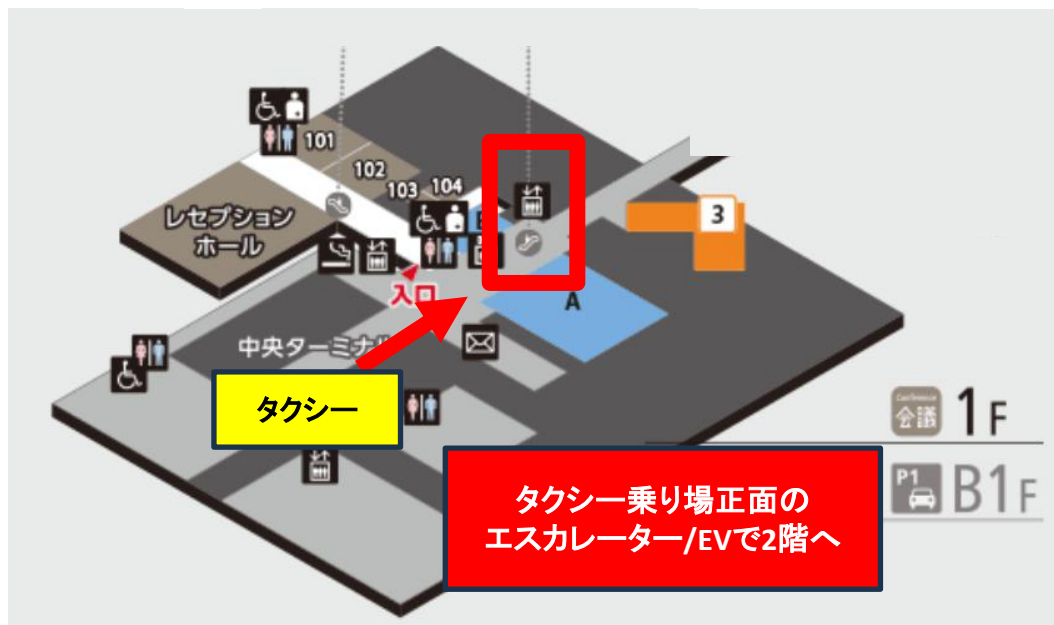 101
102
103
104
レセプション
ホール
入口
3
A
中央ターミナル
タクシー
Conference
会議
1F
P1
B1F
タクシー乗り場正面の
エスカレーター/EVで2階へ